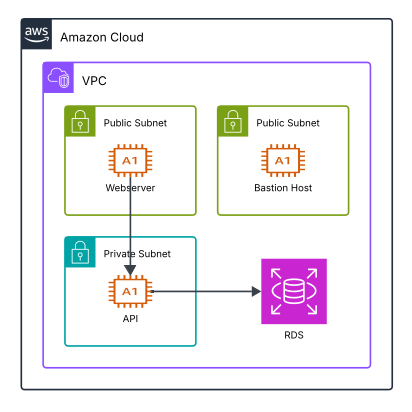 aws
Amazon Cloud
VPC
Public Subnet
Public Subnet
A1
A1
Webserver
Bastion Host
Private Subnet
A1
API
RDS